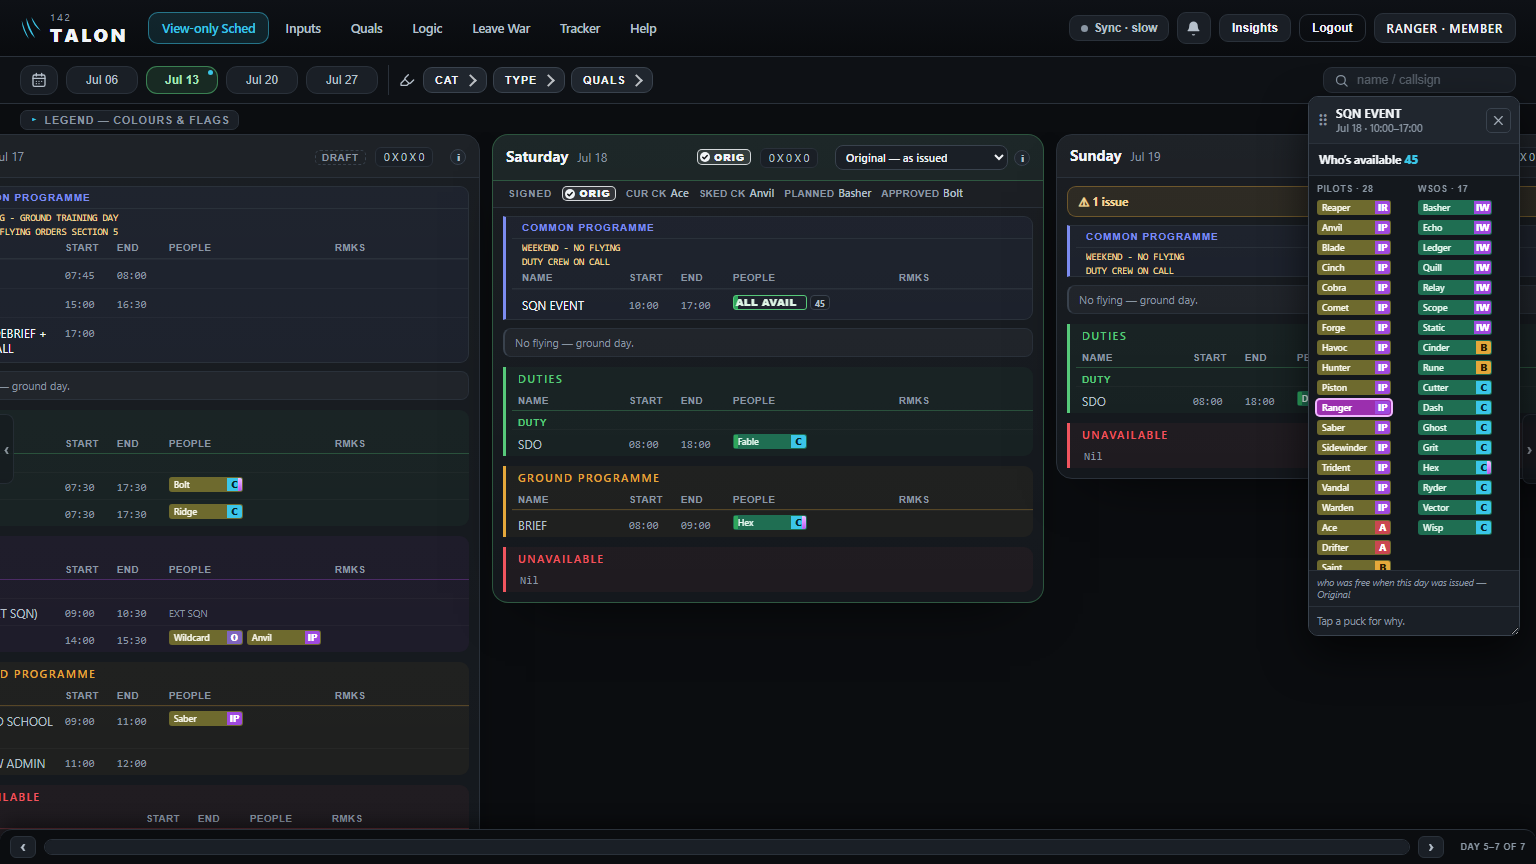 142
TALON
View-only Sched
Inputs
Quals
Logic
Leave War
Tracker
Help
Sync · slow
Insights
Logout
RANGER · MEMBER
Jul 06
Jul 13
Jul 20
Jul 27
CAT
TYPE
QUALS
name / callsign
LEGEND — COLOURS & FLAGS
ul 17
DRAFT
0X0X0
i
N PROGRAMME
G - GROUND TRAINING DAY
FLYING ORDERS SECTION 5
START END PEOPLE RMKS
07:45 08:00
15:00 16:30
EBRIEF + 17:00
ALL
— ground day.
START END PEOPLE RMKS
07:30 17:30 Bolt C
07:30 17:30 Ridge C
START END PEOPLE RMKS
T SQN) 09:00 10:30 EXT SQN
14:00 15:30 Wildcard O Anvil IP
D PROGRAMME
START END PEOPLE RMKS
SCHOOL 09:00 11:00 Saber IP
ADMIN 11:00 12:00
ILABLE
START END PEOPLE RMKS
Saturday Jul 18
ORIG
0X0X0
Original — as issued
i
SIGNED ORIG CUR CK Ace SKED CK Anvil PLANNED Basher APPROVED Bolt
COMMON PROGRAMME
WEEKEND - NO FLYING
DUTY CREW ON CALL
NAME START END PEOPLE RMKS
SQN EVENT 10:00 17:00 ALL AVAIL 45
No flying — ground day.
DUTIES
NAME START END PEOPLE RMKS
DUTY
SDO 08:00 18:00 Fable C
GROUND PROGRAMME
NAME START END PEOPLE RMKS
BRIEF 08:00 09:00 Hex C
UNAVAILABLE
Nil
Sunday Jul 19
X0
1 issue
COMMON PROGRAMME
WEEKEND - NO FLYING
DUTY CREW ON CALL
No flying — ground day.
DUTIES
NAME START END PE
DUTY
SDO 08:00 18:00 D
UNAVAILABLE
Nil
SQN EVENT
Jul 18 · 10:00–17:00
Who's available 45
PILOTS · 28 WSOS · 17
Reaper IR Basher IW
Anvil IP Echo IW
Blade IP Ledger IW
Cinch IP Quill IW
Cobra IP Relay IW
Comet IP Scope IW
Forge IP Static IW
Havoc IP Cinder B
Hunter IP Rune B
Piston IP Cutter C
Ranger IP Dash C
Saber IP Ghost C
Sidewinder IP Grit C
Trident IP Hex C
Vandal IP Ryder C
Warden IP Vector C
Ace A Wisp C
Drifter A
Saint B
who was free when this day was issued —
Original
Tap a puck for why.
DAY 5–7 OF 7